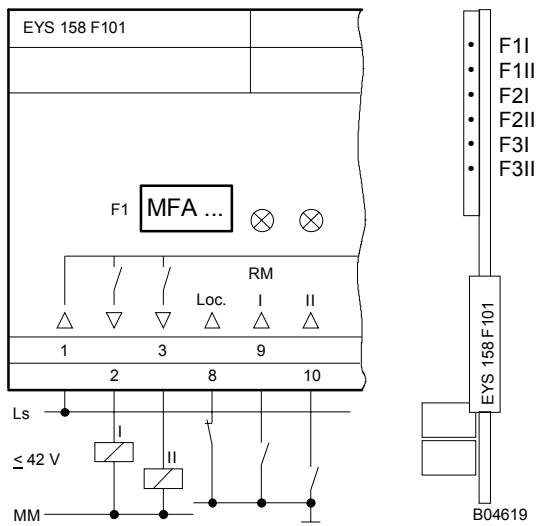 EYS 158 F101
F1 MFA ...
RM
Loc. I II
1 3 9
2 8 10
Ls
I
≤ 42 V
II
MM
F1I
F1II
F2I
F2II
F3I
F3II
EYS 158 F101
B04619